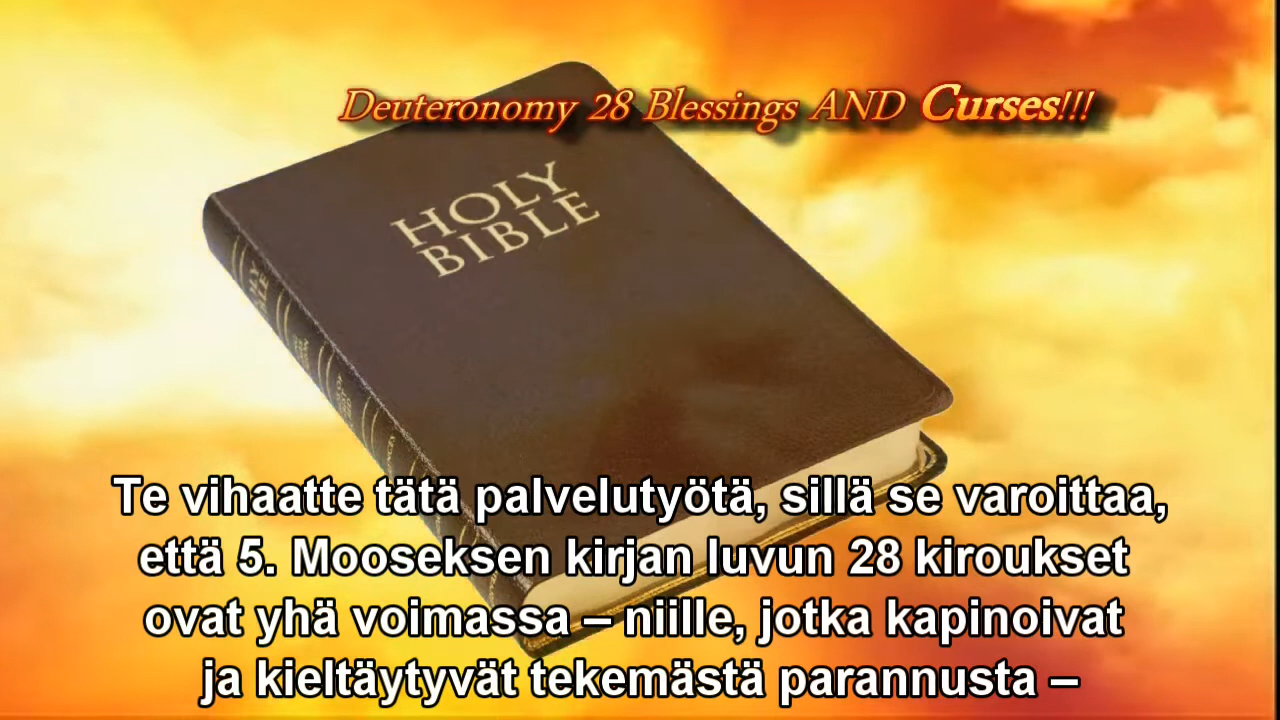 Deuteronomy 28 Blessings AND Curses!!!
HOLY
BIBLE
Te vihaatte tätä palvelutyötä, sillä se varoittaa,
että 5. Mooseksen kirjan luvun 28 kiroukset
ovat yhä voimassa – niille, jotka kapinoivat
ja kieltäytyvät tekemästä parannusta –